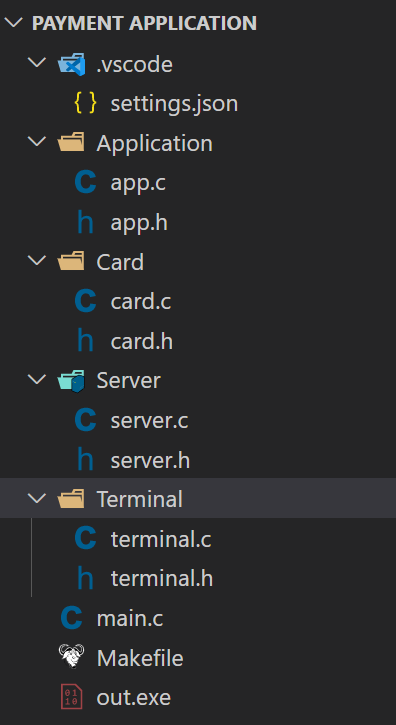 PAYMENT APPLICATION
.vscode
{ } settings.json
Application
C app.c
h app.h
Card
C card.c
h card.h
Server
C server.c
h server.h
Terminal
C terminal.c
h terminal.h
C main.c
Makefile
01 10 out.exe